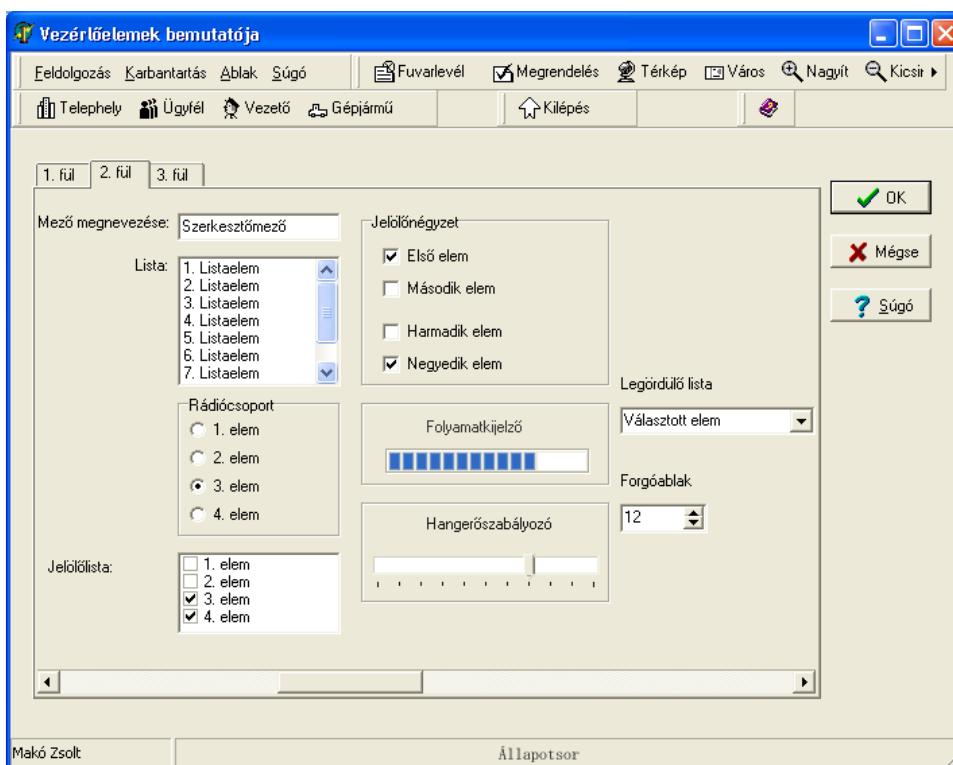 Vezérlőelemek bemutatója
Feldolgozás Karbantartás Ablak Súgó Fuvarlevél Megrendelés Térkép Város Nagyít Kicsir
Telephely Ügyfél Vezető Gépjármű Kilépés
1. fül 2. fül 3. fül
Mező megnevezése: Szerkesztőmező
Lista:
1. Listaelem
2. Listaelem
3. Listaelem
4. Listaelem
5. Listaelem
6. Listaelem
7. Listaelem
Rádiócsoport
1. elem
2. elem
3. elem
4. elem
Jelölőlista:
1. elem
2. elem
3. elem
4. elem
Jelölőnégyzet
Első elem
Második elem
Harmadik elem
Negyedik elem
Folyamatkijelző
Hangerőszabályozó
Legördülő lista
Választott elem
Forgóablak
12
OK
Mégse
Súgó
Makó Zsolt Állapotsor